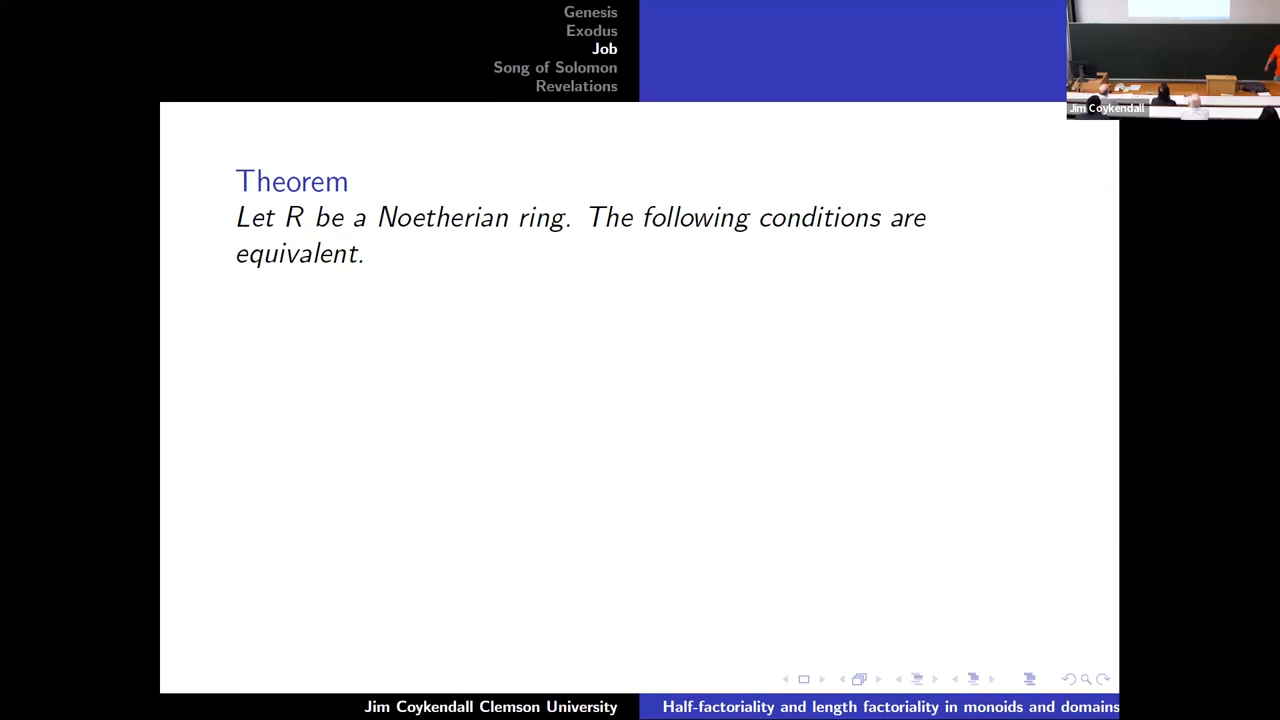 Genesis
Exodus
Job
Song of Solomon
Revelations
Jim Coykendall
Theorem
Let R be a Noetherian ring. The following conditions are
equivalent.
Jim Coykendall Clemson University
Half-factoriality and length factoriality in monoids and domains